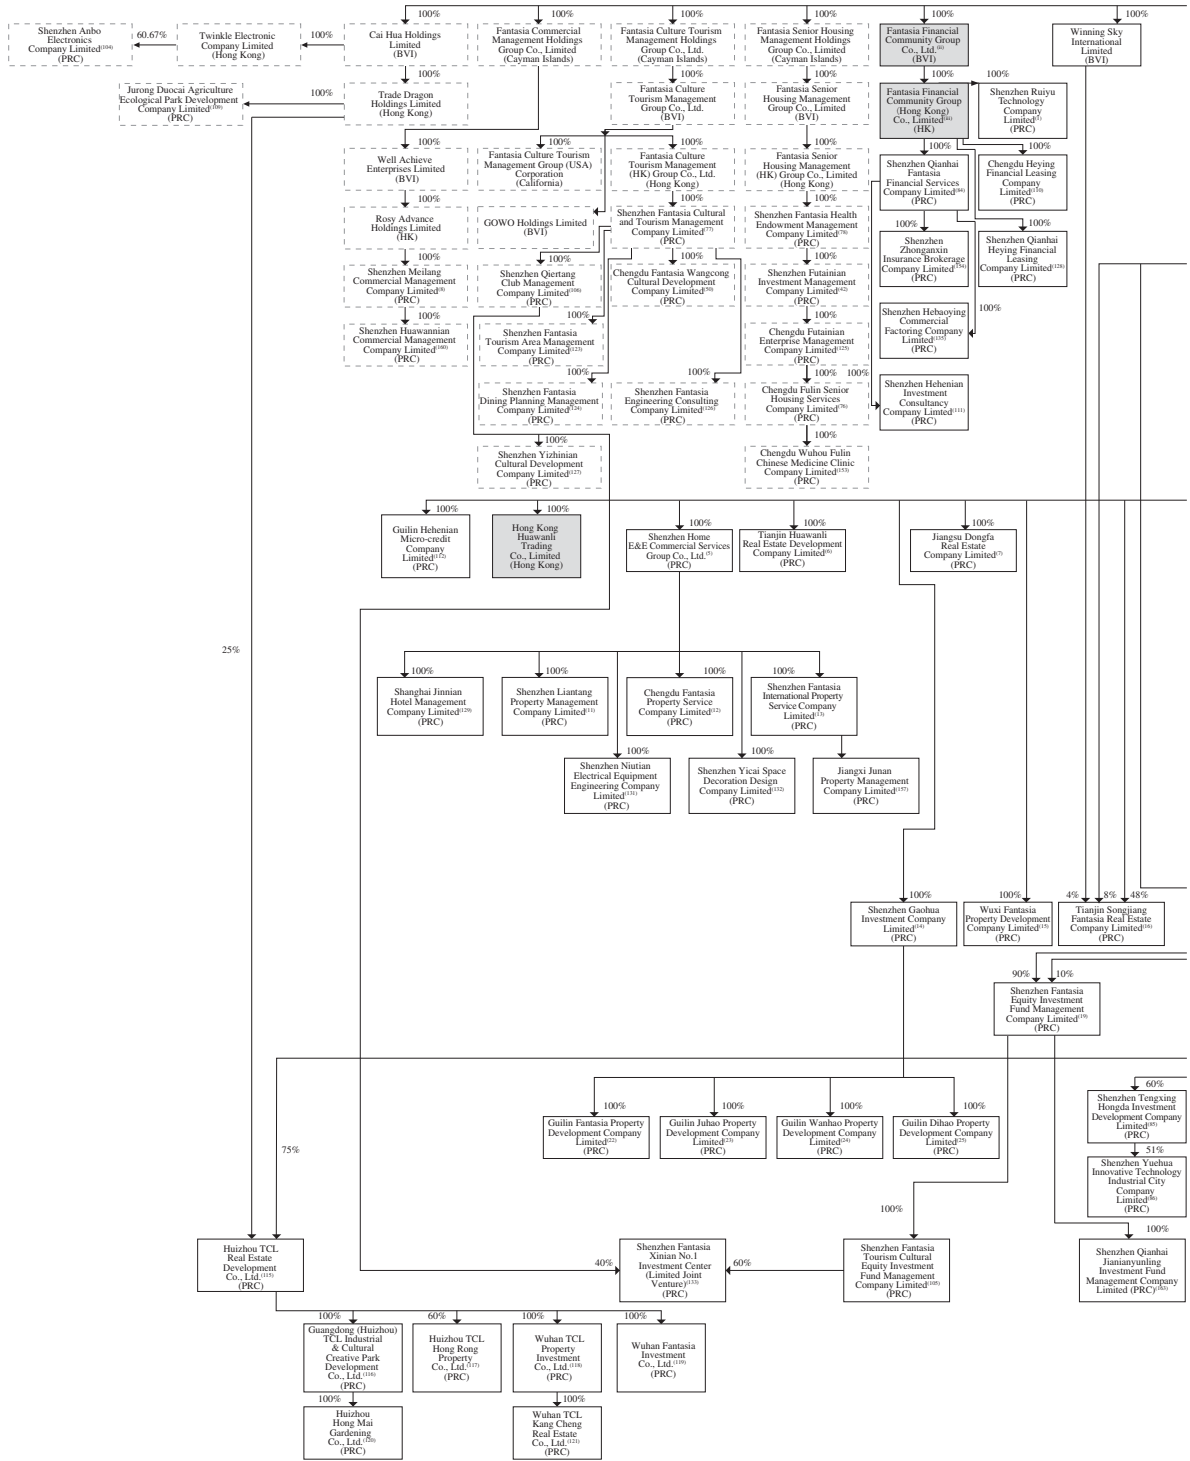 100%
100%
100%
100%
100%
100%
Shenzhen Anbo
Electronics
Company Limited(104)
(PRC)
60.67%
Twinkle Electronic
Company Limited
(Hong Kong)
100%
Cai Hua Holdings
Limited
(BVI)
Fantasia Commercial
Management Holdings
Group Co., Limited
(Cayman Islands)
Fantasia Culture Tourism
Management Holdings
Group Co., Ltd.
(Cayman Islands)
Fantasia Senior Housing
Management Holdings
Group Co., Limited
(Cayman Islands)
Fantasia Financial
Community Group
Co., Ltd.
(BVI)
Winning Sky
International
Limited
(BVI)
100%
100%
100%
100%
100%
Jurong Duocai Agriculture
Ecological Park Development
Company Limited(109)
(PRC)
100%
Trade Dragon
Holdings Limited
(Hong Kong)
Fantasia Culture
Tourism Management
Group Co., Ltd.
(BVI)
Fantasia Senior
Housing Management
Group Co., Limited
(BVI)
Fantasia Financial
Community Group
(Hong Kong)
Co., Limited
(HK)
Shenzhen Ruiyu
Technology
Company
Limited
(PRC)
100%
100%
100%
100%
100%
100%
Well Achieve
Enterprises Limited
(BVI)
Fantasia Culture Tourism
Management Group (USA)
Corporation
(California)
Fantasia Culture
Tourism Management
(HK) Group Co., Ltd.
(Hong Kong)
Fantasia Senior
Housing Management
(HK) Group Co., Limited
(Hong Kong)
Shenzhen Qianhai
Fantasia
Financial Services
Company Limited(84)
(PRC)
Chengdu Heying
Financial Leasing
Company
Limited(110)
(PRC)
100%
100%
100%
Rosy Advance
Holdings Limited
(HK)
GOWO Holdings Limited
(BVI)
Shenzhen Fantasia Cultural
and Tourism Management
Company Limited(77)
(PRC)
Shenzhen Fantasia Health
Endowment Management
Company Limited(78)
(PRC)
100%
100%
Shenzhen
Zhonganxin
Insurance Brokerage
Company Limited(154)
(PRC)
Shenzhen Qianhai
Heying Financial
Leasing
Company Limited(128)
(PRC)
100%
100%
100%
100%
Shenzhen Meilang
Commercial Management
Company Limited(8)
(PRC)
Shenzhen Qiertang
Club Management
Company Limited(106)
(PRC)
Chengdu Fantasia Wangcong
Cultural Development
Company Limited(50)
(PRC)
Shenzhen Futainian
Investment Management
Company Limited(42)
(PRC)
100%
100%
100%
100%
Shenzhen Huawannian
Commercial Management
Company Limited(160)
(PRC)
Shenzhen Fantasia
Tourism Area Management
Company Limited(123)
(PRC)
Chengdu Futainian
Enterprise Management
Company Limited(125)
(PRC)
Shenzhen Hebaoying
Commercial
Factoring Company
Limited(135)
(PRC)
100%
100%
100%
100%
Shenzhen Fantasia
Dining Planning Management
Company Limited(124)
(PRC)
Shenzhen Fantasia
Engineering Consulting
Company Limited(126)
(PRC)
Chengdu Fulin Senior
Housing Services
Company Limited(76)
(PRC)
Shenzhen Hehenian
Investment
Consultancy
Company Limted(111)
(PRC)
100%
100%
Shenzhen Yizhinian
Cultural Development
Company Limited(127)
(PRC)
Chengdu Wuhou Fulin
Chinese Medicine Clinic
Company Limited(153)
(PRC)
100%
100%
100%
100%
100%
Guilin Hehenian
Micro-credit
Company
Limited(112)
(PRC)
Hong Kong
Huawanli
Trading
Co., Limited
(Hong Kong)
Shenzhen Home
E&E Commercial Services
Group Co., Ltd.(5)
(PRC)
Tianjin Huawanli
Real Estate Development
Company Limited(6)
(PRC)
Jiangsu Dongfa
Real Estate
Company Limited(7)
(PRC)
25%
100%
100%
100%
100%
Shanghai Jinnian
Hotel Management
Company Limited(129)
(PRC)
Shenzhen Liantang
Property Management
Company Limited(11)
(PRC)
Chengdu Fantasia
Property Service
Company Limited(12)
(PRC)
Shenzhen Fantasia
International Property
Service Company
Limited(13)
(PRC)
100%
100%
100%
Shenzhen Niutian
Electrical Equipment
Engineering Company
Limited(131)
(PRC)
Shenzhen Yicai Space
Decoration Design
Company Limited(132)
(PRC)
Jiangxi Junan
Property Management
Company Limited(157)
(PRC)
100%
100%
4%
8%
48%
Shenzhen Gaohua
Investment Company
Limited(14)
(PRC)
Wuxi Fantasia
Property Development
Company Limited(15)
(PRC)
Tianjin Songjiang
Fantasia Real Estate
Company Limited(16)
(PRC)
90%
10%
Shenzhen Fantasia
Equity Investment
Fund Management
Company Limited(19)
(PRC)
60%
Shenzhen Tengxing
Hongda Investment
Development Company
Limited(85)
(PRC)
100%
100%
100%
100%
Guilin Fantasia Property
Development Company
Limited(22)
(PRC)
Guilin Juhao Property
Development Company
Limited(23)
(PRC)
Guilin Wanhao Property
Development Company
Limited(24)
(PRC)
Guilin Dihao Property
Development Company
Limited(25)
(PRC)
75%
51%
Shenzhen Yuehua
Innovative Technology
Industrial City
Company
Limited(86)
(PRC)
100%
100%
Huizhou TCL
Real Estate
Development
Co., Ltd.(115)
(PRC)
40%
Shenzhen Fantasia
Xinian No.1
Investment Center
(Limited Joint
Venture)(133)
(PRC)
60%
Shenzhen Fantasia
Tourism Cultural
Equity Investment
Fund Management
Company Limited(105)
(PRC)
Shenzhen Qianhai
Jianianyunling
Investment Fund
Management Company
Limited (PRC)(163)
100%
60%
100%
100%
Guangdong (Huizhou)
TCL Industrial
& Cultural
Creative Park
Development
Co., Ltd.(116)
(PRC)
Huizhou TCL
Hong Rong
Property
Co., Ltd.(117)
(PRC)
Wuhan TCL
Property
Investment
Co., Ltd.(118)
(PRC)
Wuhan Fantasia
Investment
Co., Ltd.(119)
(PRC)
100%
100%
Huizhou
Hong Mai
Gardening
Co., Ltd.(120)
(PRC)
Wuhan TCL
Kang Cheng
Real Estate
Co., Ltd.(121)
(PRC)